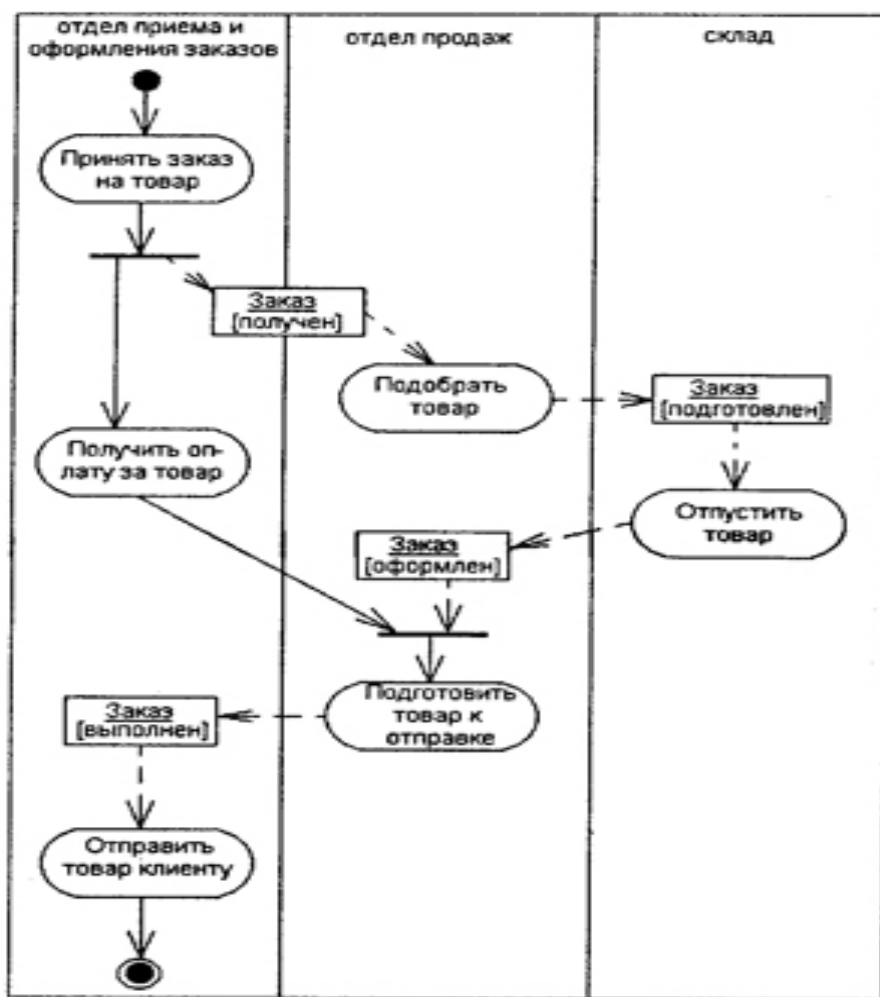 отдел приема и
оформления заказов
отдел продаж
склад
Принять заказ
на товар
Заказ
[получен]
Подобрать
товар
Заказ
[подготовлен]
Получить оп-
лату за товар
Отпустить
товар
Заказ
[оформлен]
Подготовить
товар к
отправке
Заказ
[выполнен]
Отправить
товар клиенту